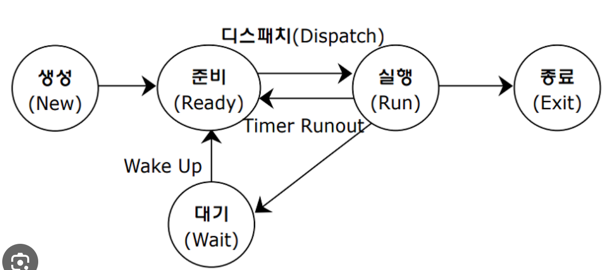 디스패치(Dispatch)
생성
(New)
준비
(Ready)
실행
(Run)
종료
(Exit)
Timer Runout
Wake Up
대기
(Wait)